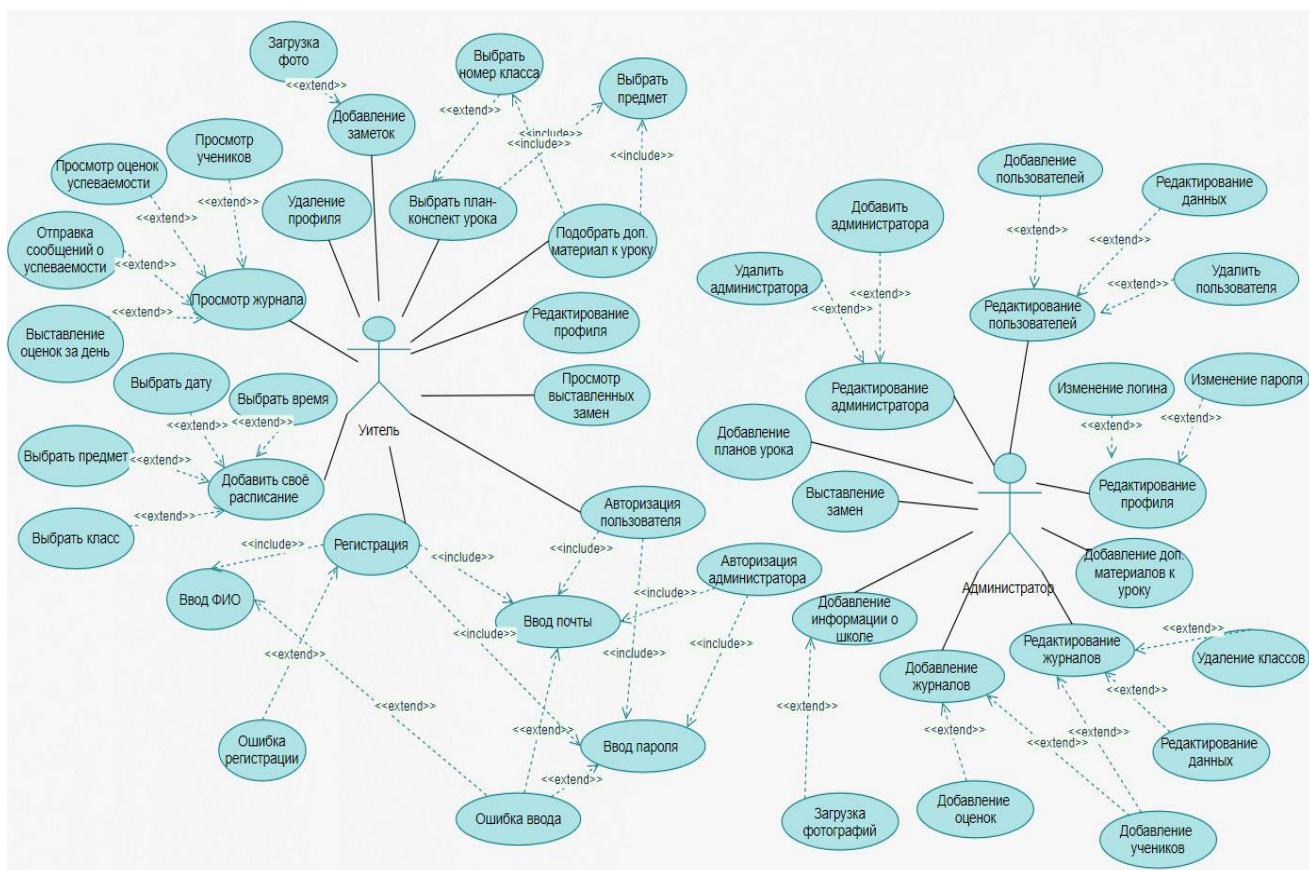 Загрузка
фото
<<extend>>
Добавление
заметок
Выбрать
номер класса
<<extend>>
Выбрать
предмет
<<include>>
<<include>>
<<include>>
Просмотр
учеников
<<extend>>
Просмотр оценок
успеваемости
<<extend>>
Отправка
сообщений о
успеваемости
<<extend>>
Выставление
оценок за день
<<extend>>
Просмотр журнала
Удаление
профиля
Выбрать план-
конспект урока
Подобрать доп.
материал к уроку
Редактирование
профиля
Просмотр
выставленных
замен
Уитель
Выбрать дату
<<extend>>
Выбрать время
<<extend>>
Выбрать предмет
<<extend>>
Выбрать класс
<<extend>>
Добавить своё
расписание
Регистрация
<<include>>
<<include>>
<<include>>
Авторизация
пользователя
<<include>>
<<include>>
Авторизация
администратора
<<include>>
<<include>>
Ввод ФИО
Ввод почты
Ввод пароля
<<extend>>
Ошибка
регистрации
<<extend>>
<<extend>>
<<extend>>
Ошибка ввода
Добавление
пользователей
<<extend>>
Редактирование
данных
<<extend>>
Удалить
пользователя
<<extend>>
Редактирование
пользователей
Добавить
администратора
<<extend>>
Удалить
администратора
<<extend>>
Редактирование
администратора
Изменение логина
<<extend>>
Изменение пароля
<<extend>>
Редактирование
профиля
Добавление
планов урока
Выставление
замен
Администратор
Добавление доп.
материалов к
уроку
Добавление
информации о
школе
<<extend>>
Загрузка
фотографий
Добавление
журналов
<<extend>>
Добавление
оценок
<<extend>>
Редактирование
журналов
<<extend>>
Удаление классов
<<extend>>
Редактирование
данных
<<extend>>
Добавление
учеников